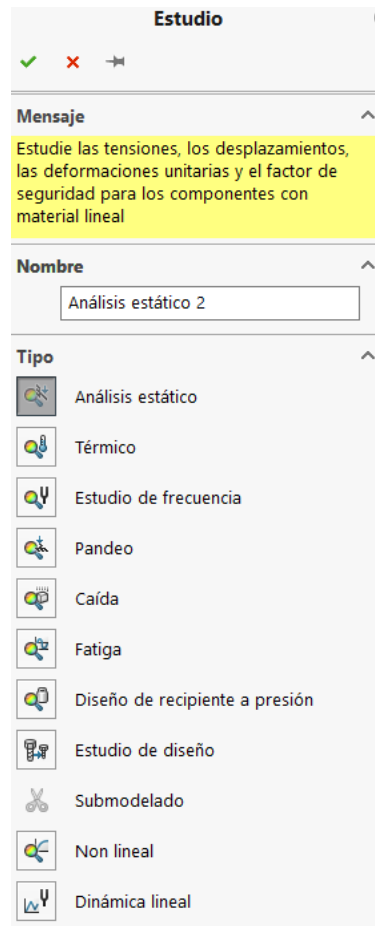 Estudio
Mensaje
Estudie las tensiones, los desplazamientos,
las deformaciones unitarias y el factor de
seguridad para los componentes con
material lineal
Nombre
Análisis estático 2
Tipo
Análisis estático
Térmico
Estudio de frecuencia
Pandeo
Caída
Fatiga
Diseño de recipiente a presión
Estudio de diseño
Submodelado
Non lineal
Dinámica lineal